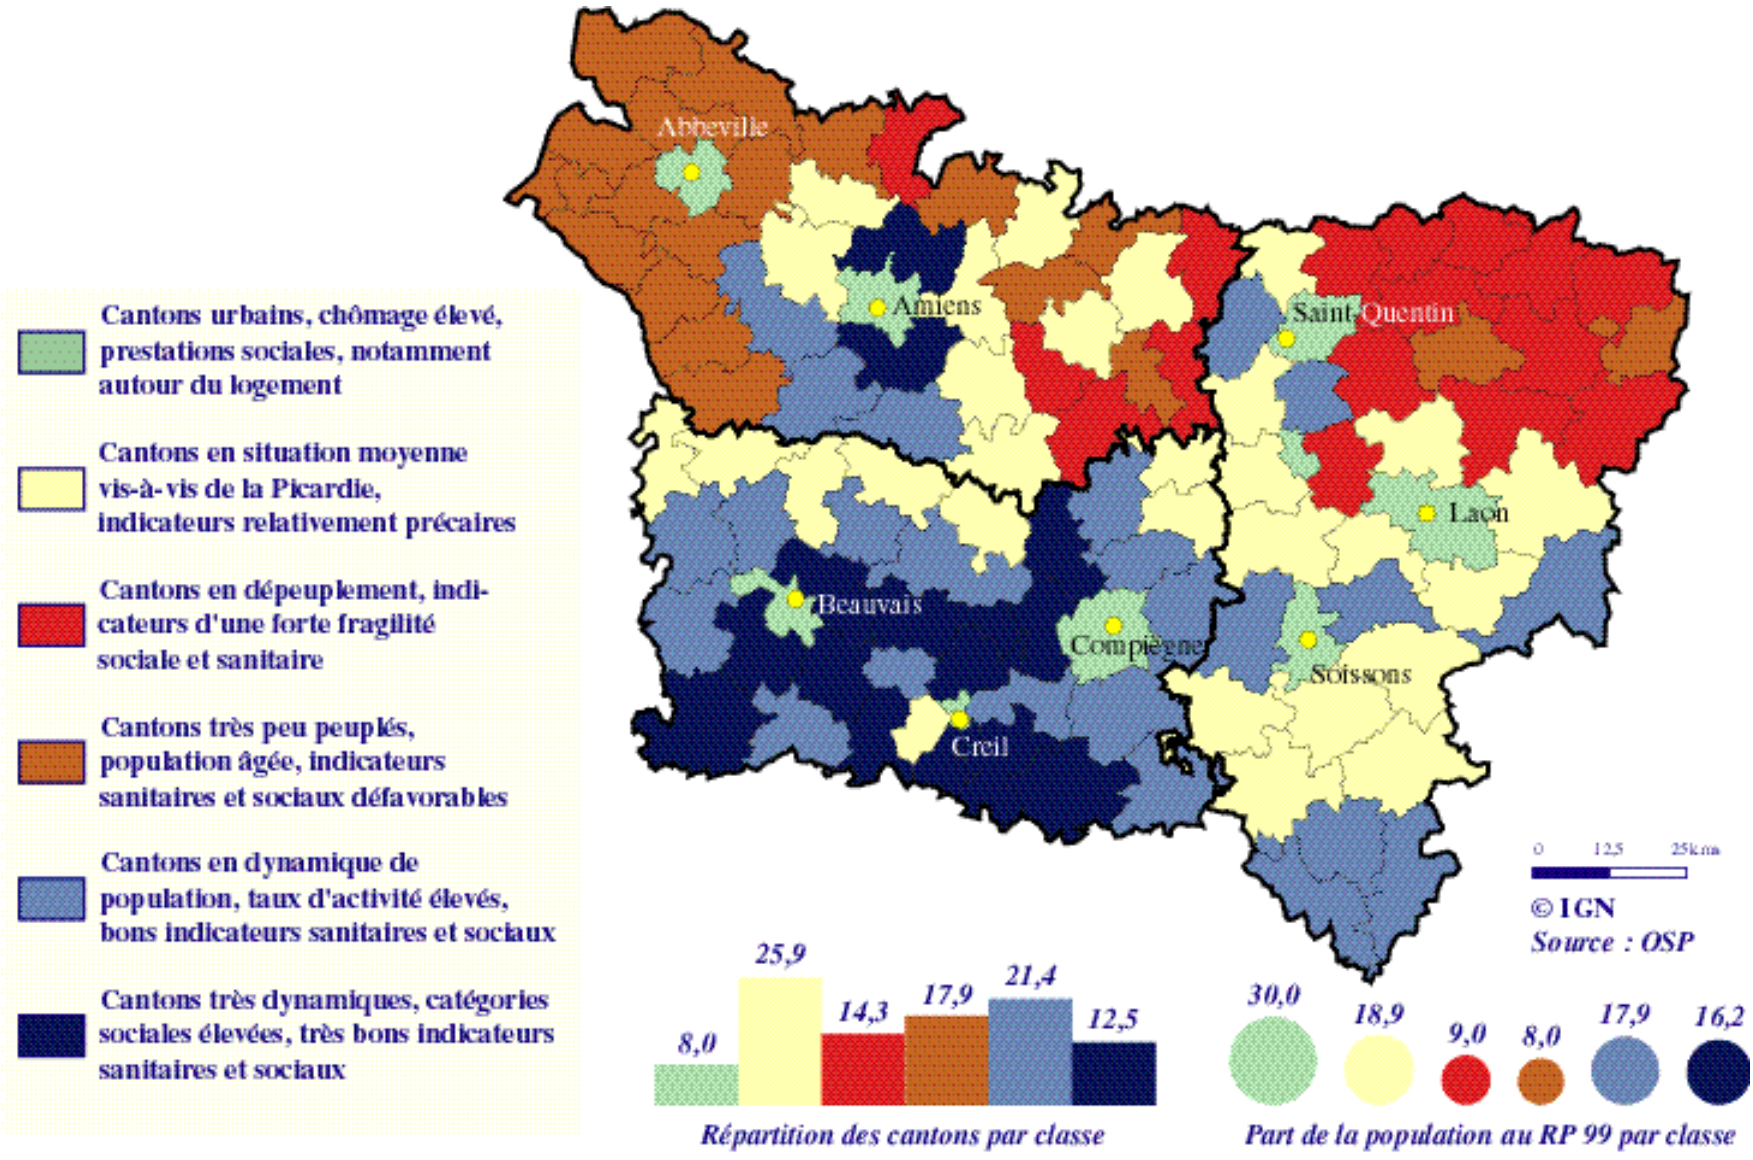 Cantons urbains, chômage élevé,
prestations sociales, notamment
autour du logement
Cantons en situation moyenne
vis-à-vis de la Picardie,
indicateurs relativement précaires
Cantons en dépeuplement, indi-
cateurs d'une forte fragilité
sociale et sanitaire
Cantons très peu peuplés,
population âgée, indicateurs
sanitaires et sociaux défavorables
Cantons en dynamique de
population, taux d'activité élevés,
bons indicateurs sanitaires et sociaux
Cantons très dynamiques, catégories
sociales élevées, très bons indicateurs
sanitaires et sociaux
Abbeville
Amiens
Saint-Quentin
Laon
Beauvais
Compiègne
Soissons
Creil
0 12,5 25kms
© IGN
Source : OSP
8,0 25,9 14,3 17,9 21,4 12,5
Répartition des cantons par classe
30,0 18,9 9,0 8,0 17,9 16,2
Part de la population au RP 99 par classe